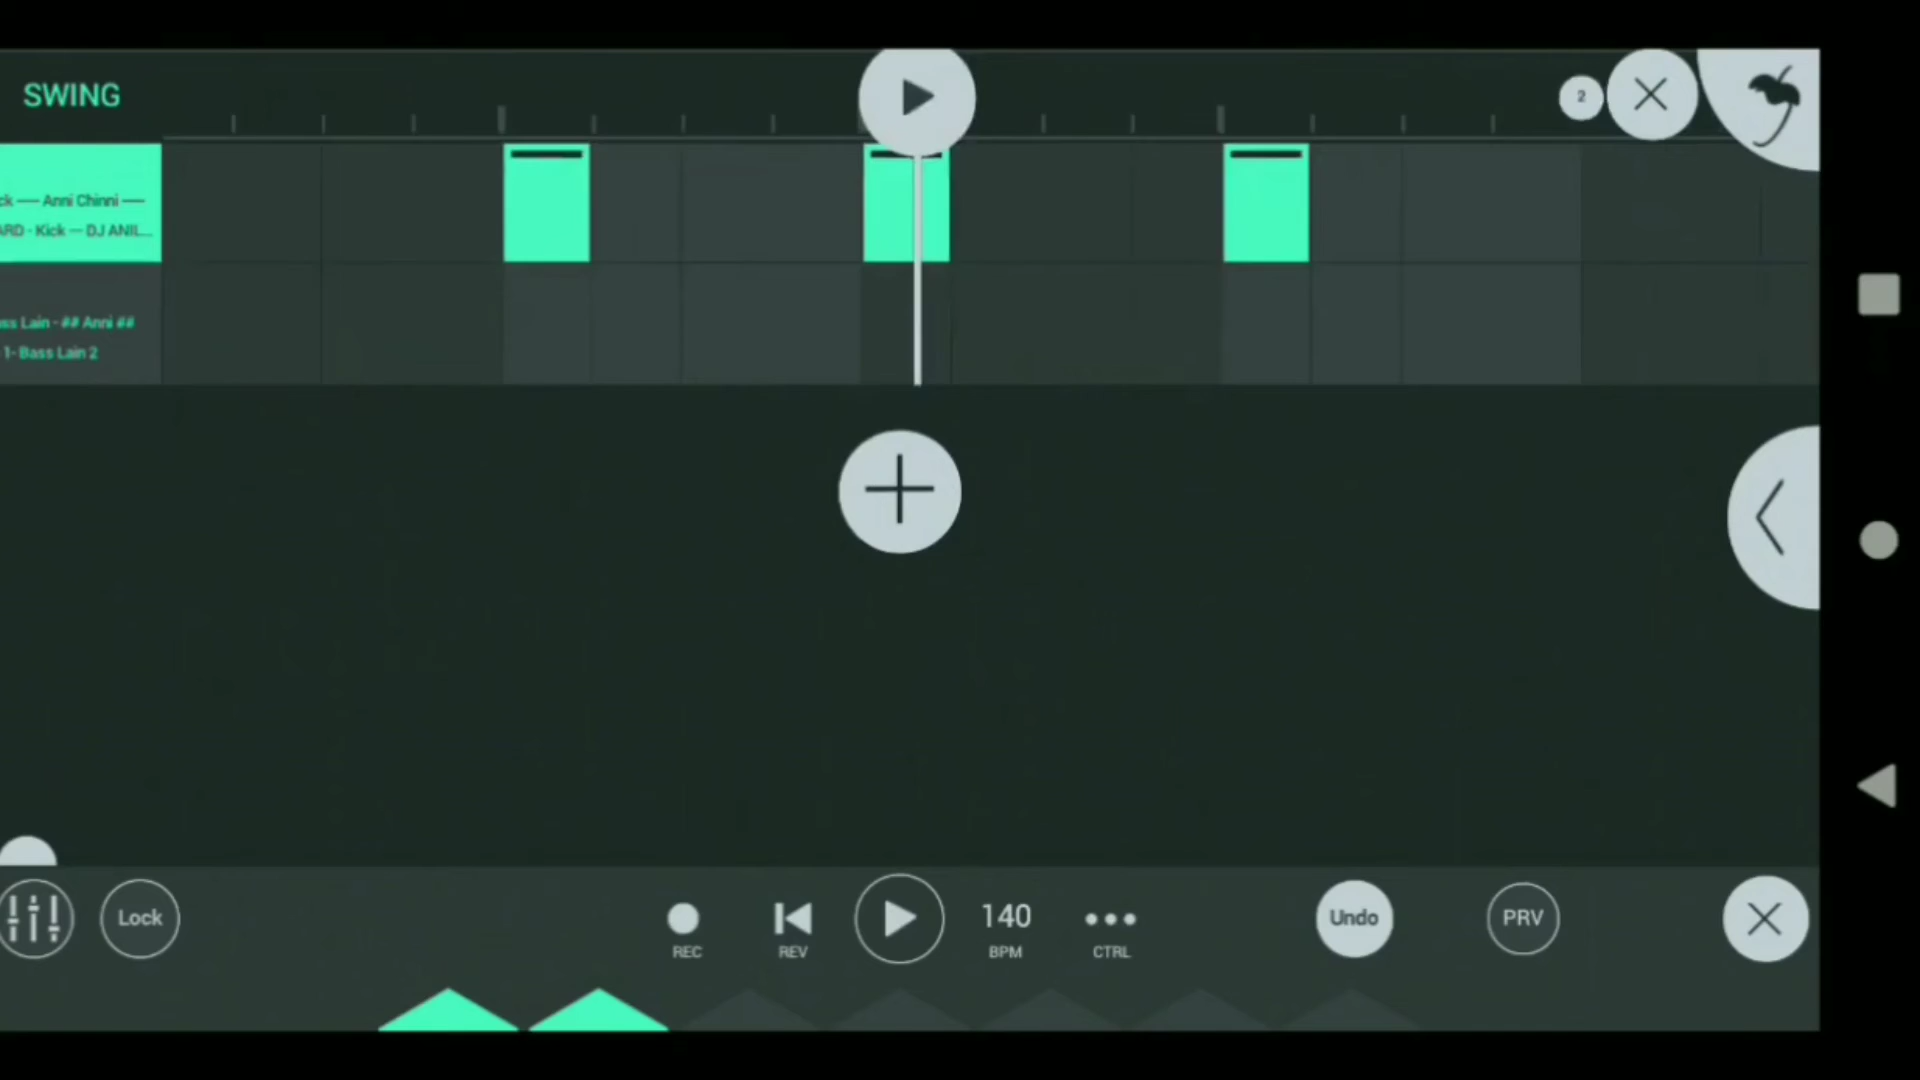 SWING
2
ck —– Anni Chinni —–
ARD - Kick --- DJ ANIL...
ass Lain - ## Anni ##
1- Bass Lain 2
Lock
REC
REV
140
BPM
CTRL
Undo
PRV